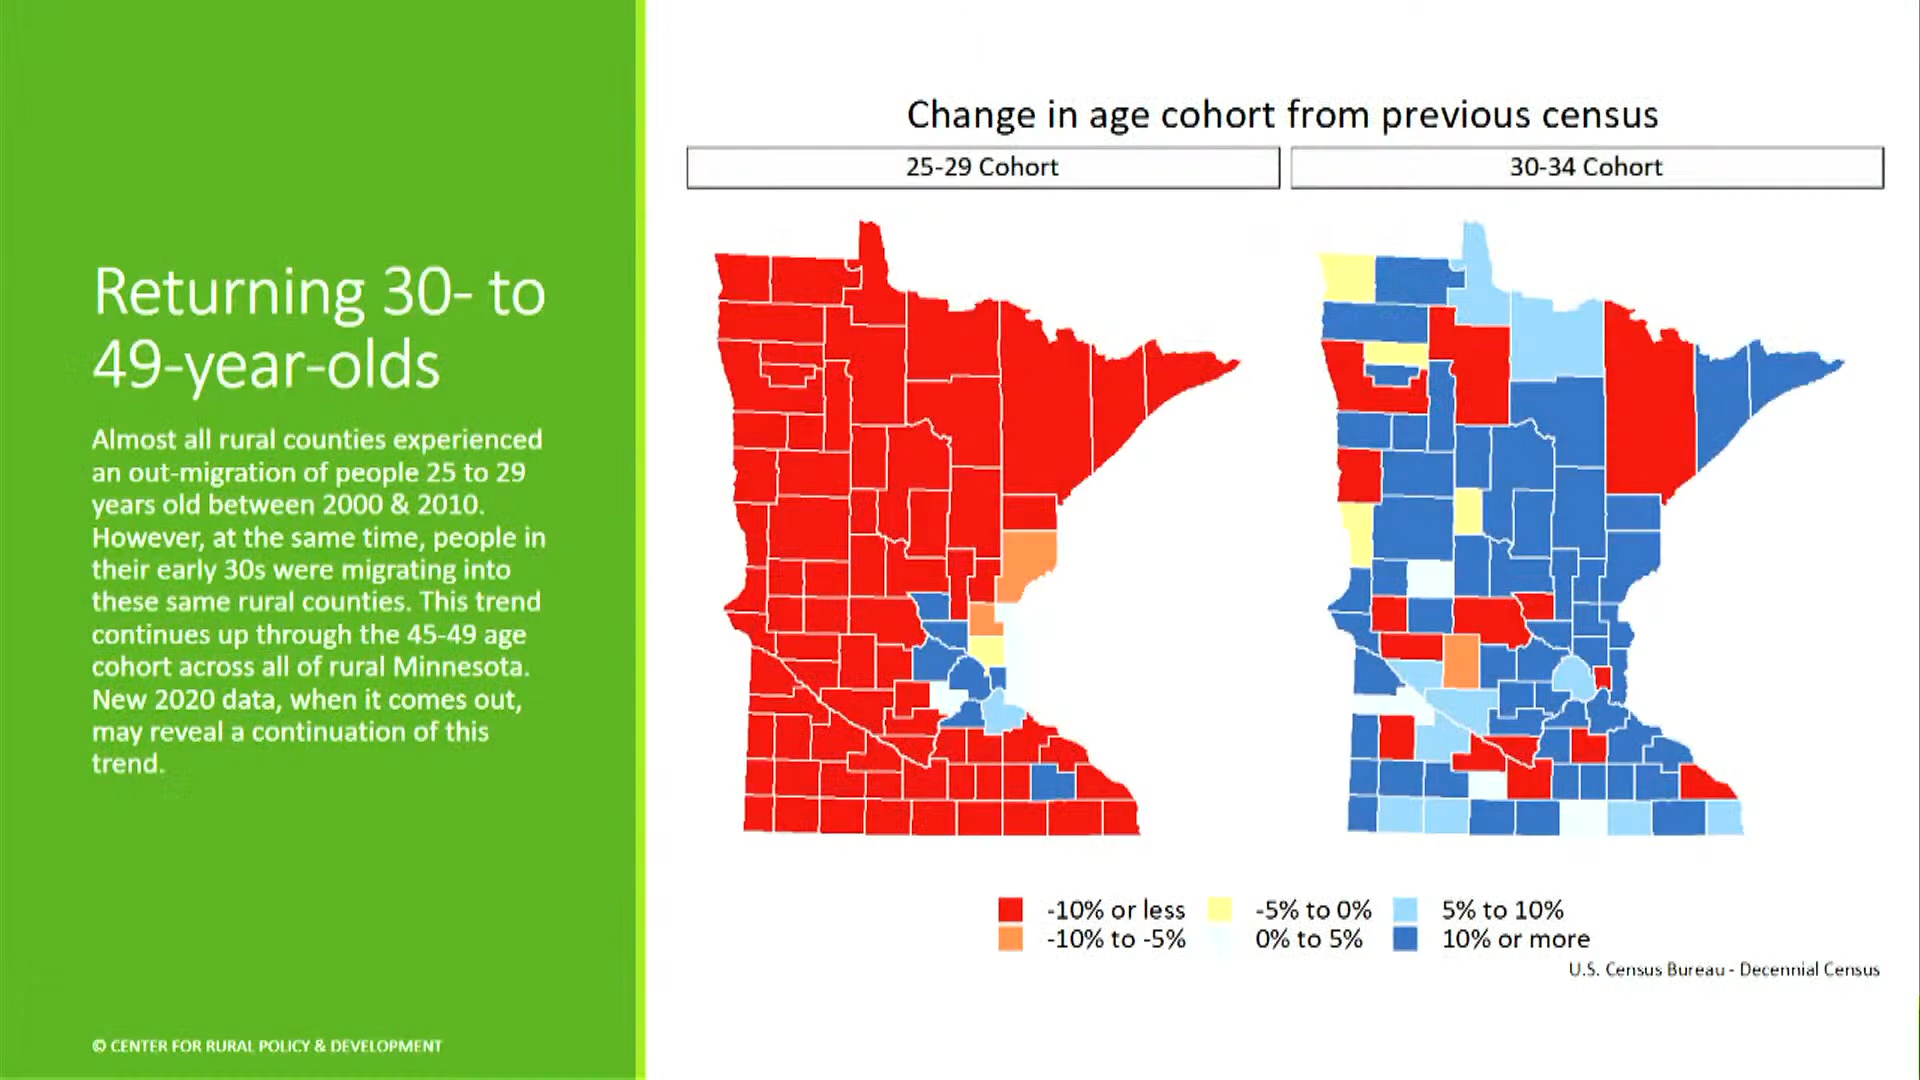 Returning 30- to
49-year-olds
Almost all rural counties experienced
an out-migration of people 25 to 29
years old between 2000 & 2010.
However, at the same time, people in
their early 30s were migrating into
these same rural counties. This trend
continues up through the 45-49 age
cohort across all of rural Minnesota.
New 2020 data, when it comes out,
may reveal a continuation of this
trend.
© CENTER FOR RURAL POLICY & DEVELOPMENT
Change in age cohort from previous census
25-29 Cohort
30-34 Cohort
-10% or less
-10% to -5%
-5% to 0%
0% to 5%
5% to 10%
10% or more
U.S. Census Bureau - Decennial Census